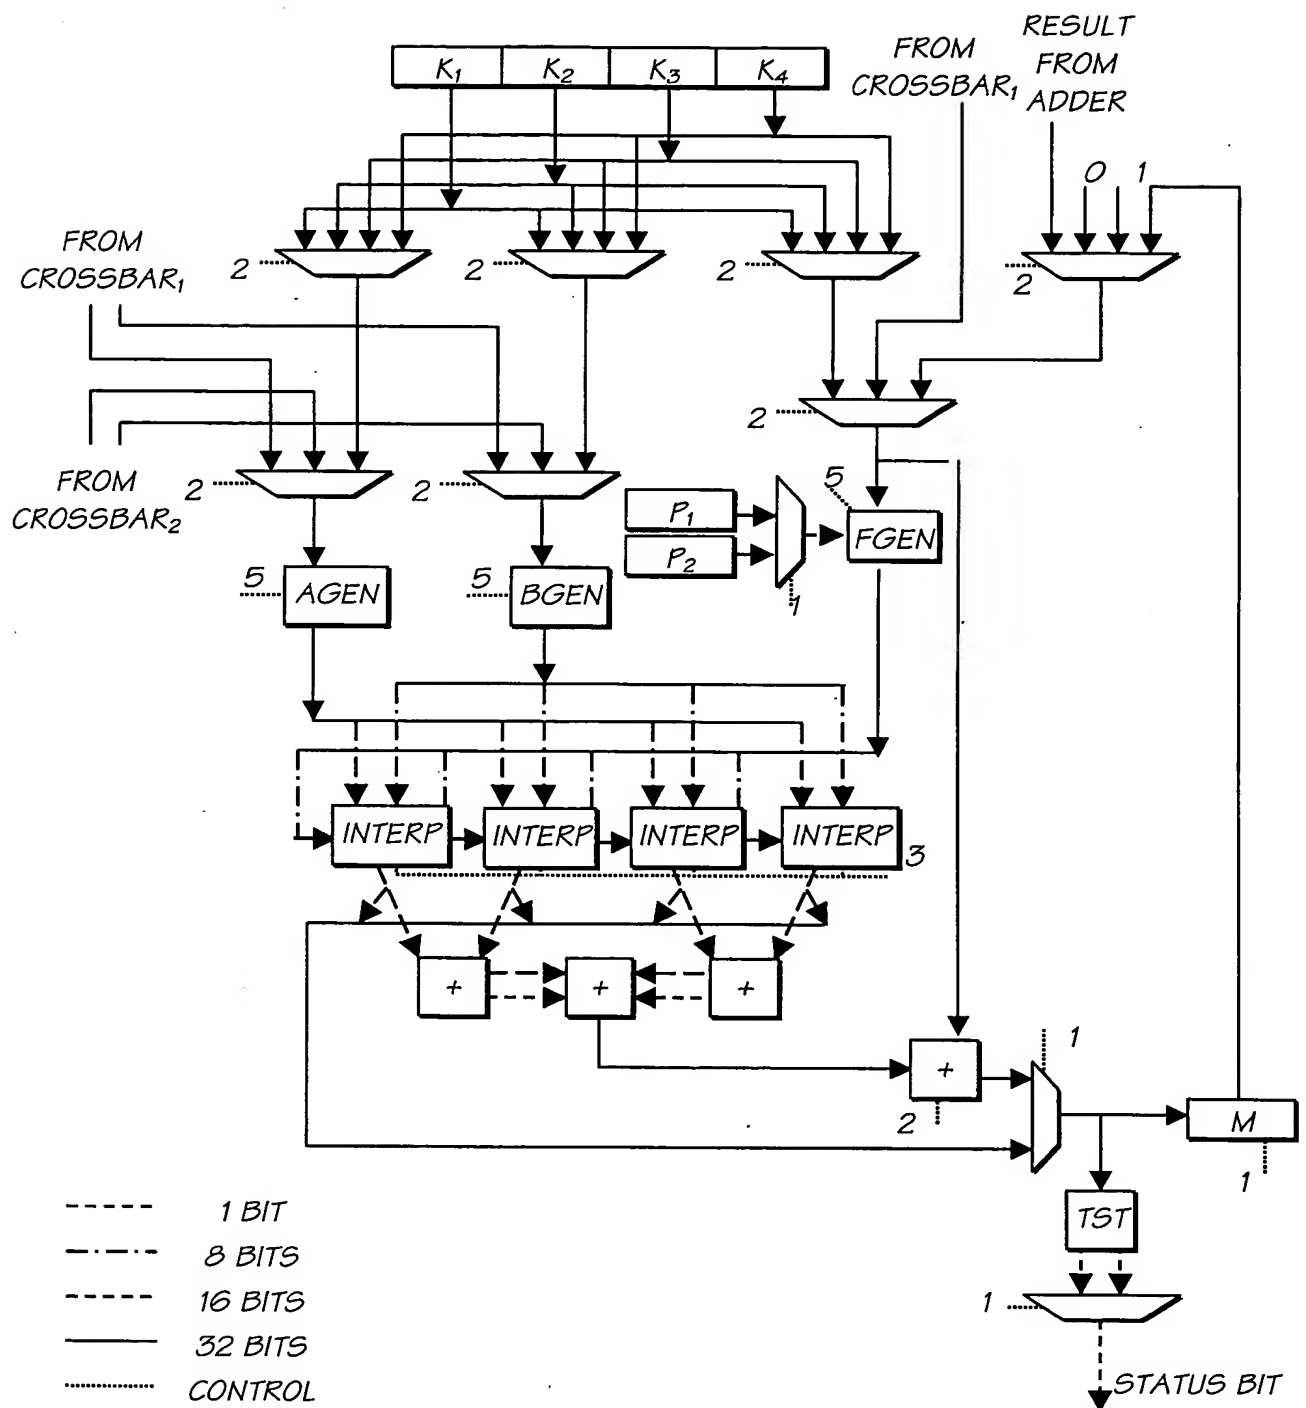 RESULT
FROM
ADDER
FROM
CROSSBAR1
K1 K2 K3 K4
0 1
FROM
CROSSBAR1
2 2 2 2
2
FROM
CROSSBAR2
2 2
P1
P2
5
FGEN
1
5 AGEN
5 BGEN
INTERP INTERP INTERP INTERP
3
+ + +
+
2
1
M
1
TST
1
STATUS BIT
1 BIT
8 BITS
16 BITS
32 BITS
CONTROL